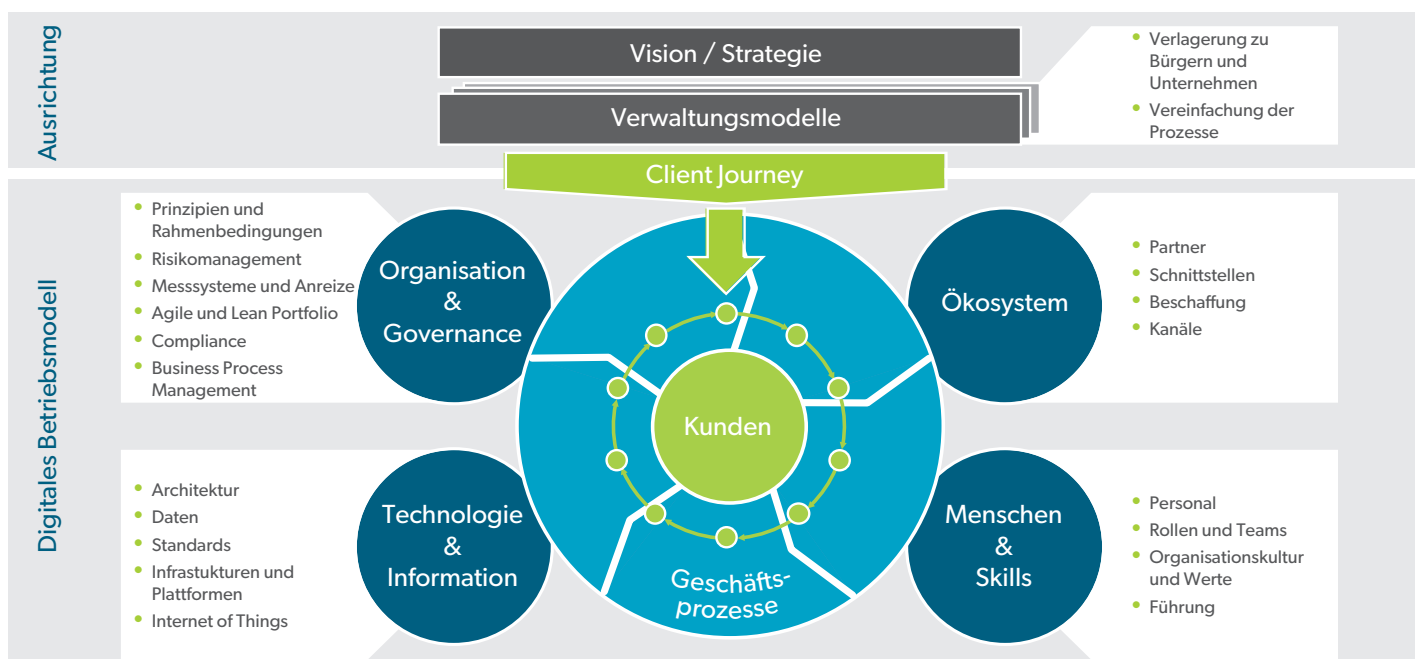 Ausrichtung
Vision / Strategie
Verwaltungsmodelle
• Verlagerung zu
Bürgern und
Unternehmen
• Vereinfachung der
Prozesse
Client Journey
Digitales Betriebsmodell
• Prinzipien und
Rahmenbedingungen
• Risikomanagement
• Messsysteme und Anreize
• Agile und Lean Portfolio
• Compliance
• Business Process
Management
Organisation
&
Governance
Ökosystem
• Partner
• Schnittstellen
• Beschaffung
• Kanäle
Kunden
• Architektur
• Daten
• Standards
• Infrastukturen und
Plattformen
• Internet of Things
Technologie
&
Information
Geschäfts-
prozesse
Menschen
&
Skills
• Personal
• Rollen und Teams
• Organisationskultur
und Werte
• Führung